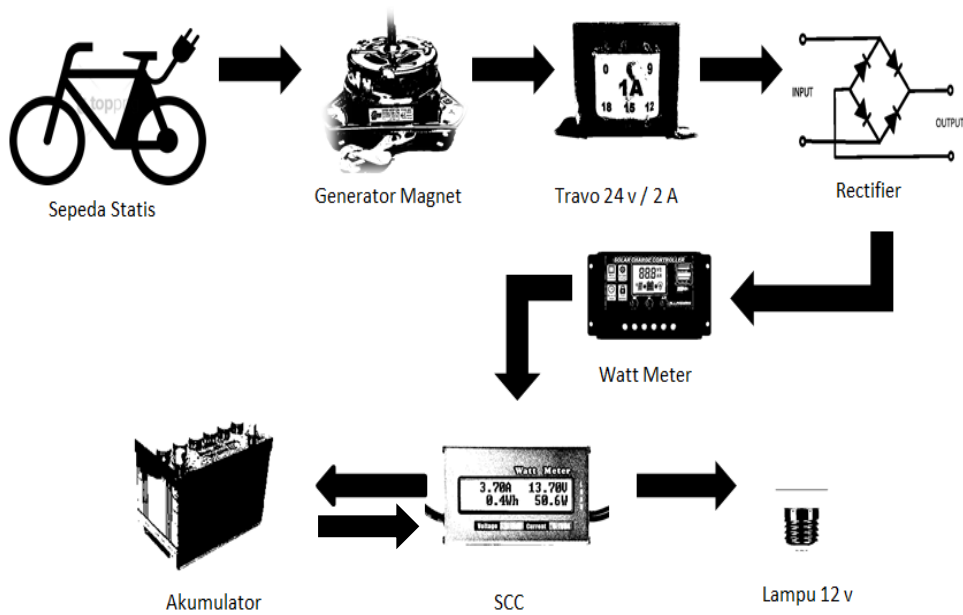 toppn
0 9
1A
18 15 12
INPUT
OUTPUT
Sepeda Statis
Generator Magnet
Travo 24 v / 2 A
Rectifier
SOLAR CHARGE CONTROLLER
Watt Meter
Watt Meter
3.70A 13.70V
0.4Wh 50.6W
Voltage Current
Akumulator
SCC
Lampu 12 v